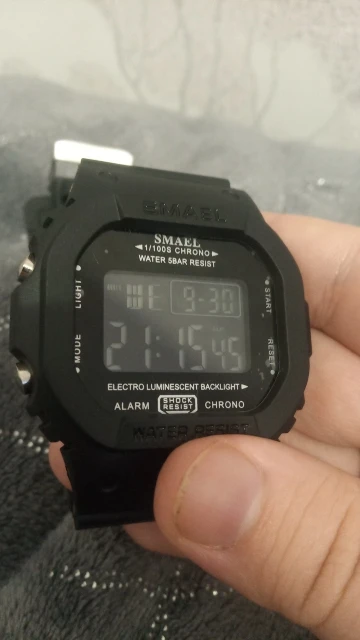 SMAEL
SMAEL
◄1/100S CHRONO►
WATER 5BAR RESIST
LIGHT
START
WE 9-30
21:15 45
MODE
RESET
ELECTRO LUMINESCENT BACKLIGHT►
ALARM SHOCK RESIST CHRONO
WATER RESIST